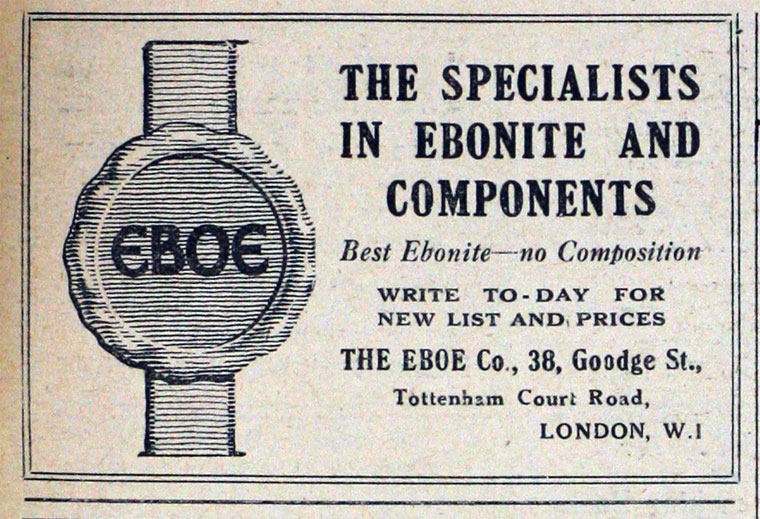 EBOE
THE SPECIALISTS
IN EBONITE AND
COMPONENTS
Best Ebonite—no Composition
WRITE TO-DAY FOR
NEW LIST AND PRICES
THE EBOE Co., 38, Goodge St.,
Tottenham Court Road,
LONDON, W.1